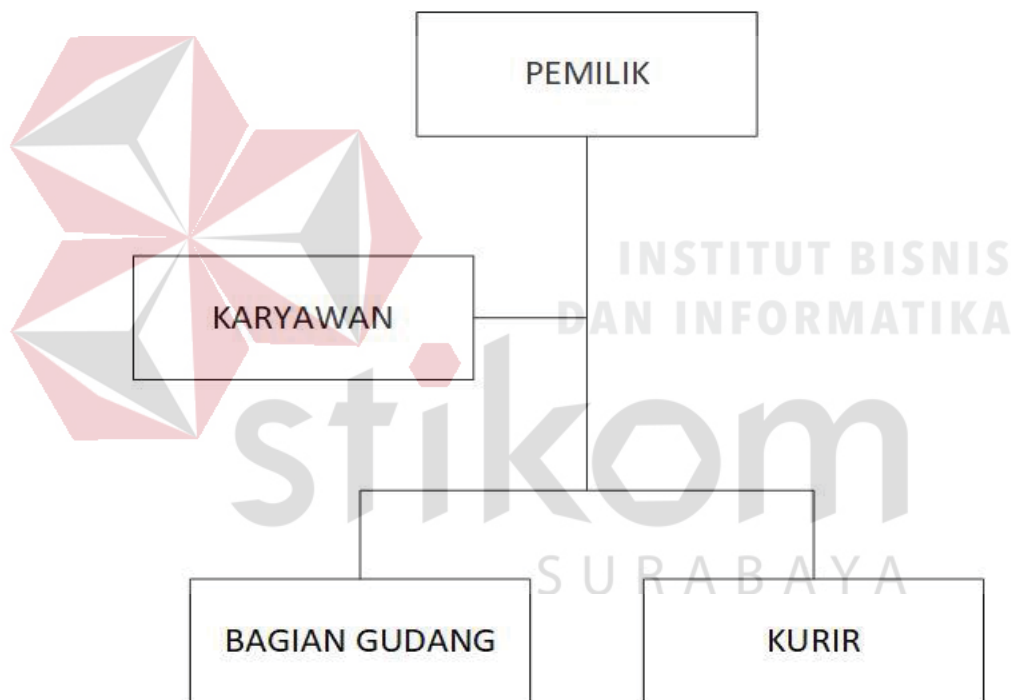 PEMILIK
INSTITUT BISNIS
DAN INFORMATIKA
KARYAWAN
stikom
SURABAYA
BAGIAN GUDANG
KURIR